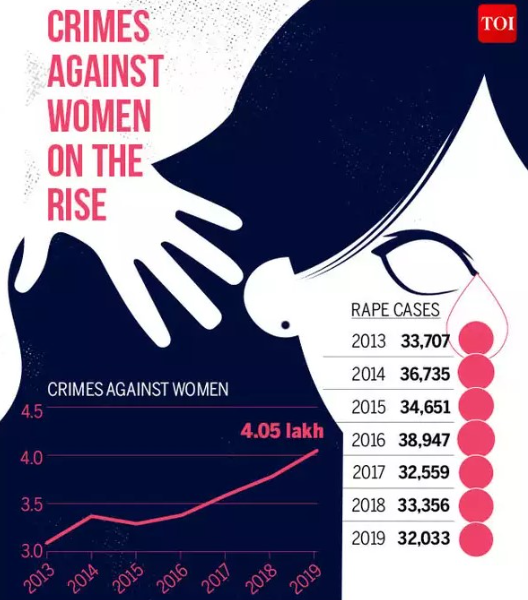 TOI
CRIMES
AGAINST
WOMEN
ON THE
RISE
CRIMES AGAINST WOMEN
4.5
4.0
3.5
3.0
4.05 lakh
2013 2014 2015 2016 2017 2018 2019
RAPE CASES
2013 33,707
2014 36,735
2015 34,651
2016 38,947
2017 32,559
2018 33,356
2019 32,033